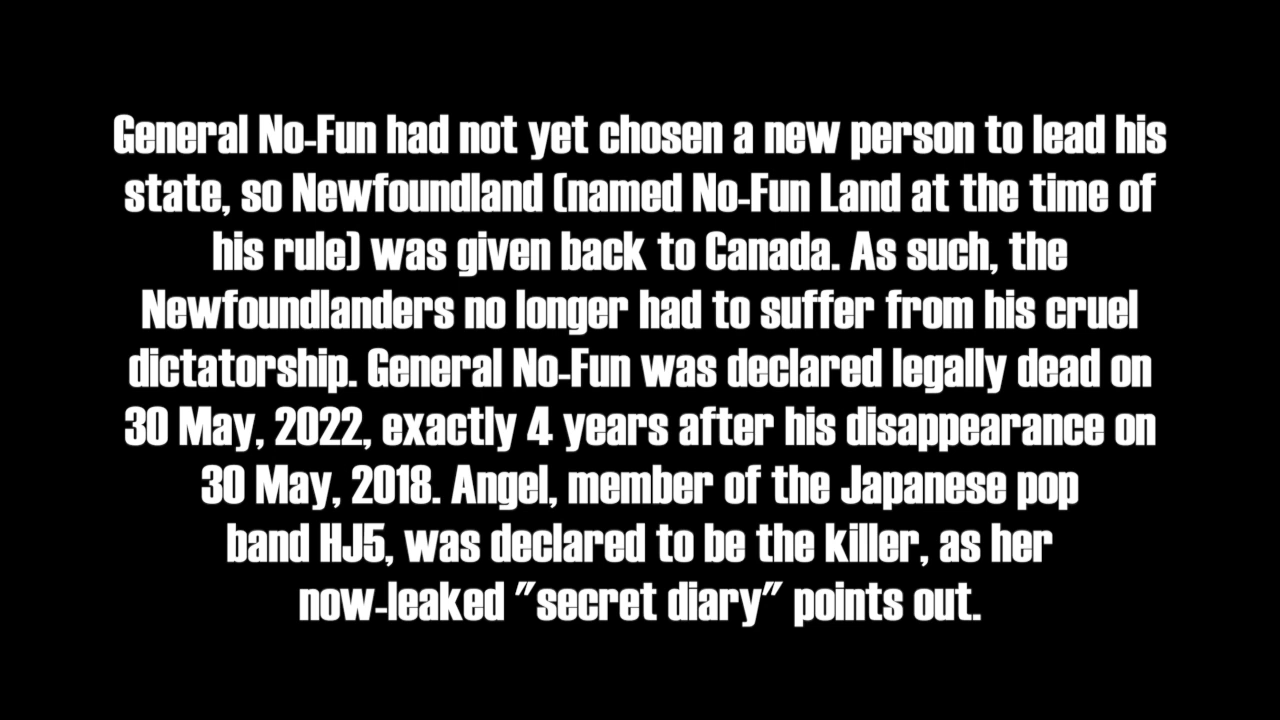 General No-Fun had not yet chosen a new person to lead his
state, so Newfoundland (named No-Fun Land at the time of
his rule) was given back to Canada. As such, the
Newfoundlanders no longer had to suffer from his cruel
dictatorship. General No-Fun was declared legally dead on
30 May, 2022, exactly 4 years after his disappearance on
30 May, 2018. Angel, member of the Japanese pop
band HJ5, was declared to be the killer, as her
now-leaked "secret diary" points out.